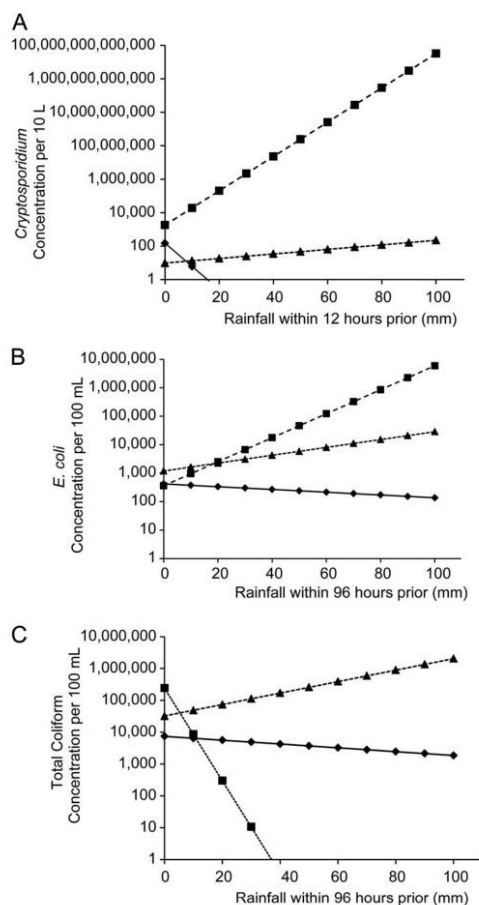 A
100,000,000,000,000
1,000,000,000,000
10,000,000,000
100,000,000
1,000,000
10,000
100
1
Cryptosporidium
Concentration per 10 L
0 20 40 60 80 100
Rainfall within 12 hours prior (mm)
B
10,000,000
1,000,000
100,000
10,000
1,000
100
10
1
E. coli
Concentration per 100 mL
0 20 40 60 80 100
Rainfall within 96 hours prior (mm)
C
10,000,000
1,000,000
100,000
10,000
1,000
100
10
1
Total Coliform
Concentration per 100 mL
0 20 40 60 80 100
Rainfall within 96 hours prior (mm)